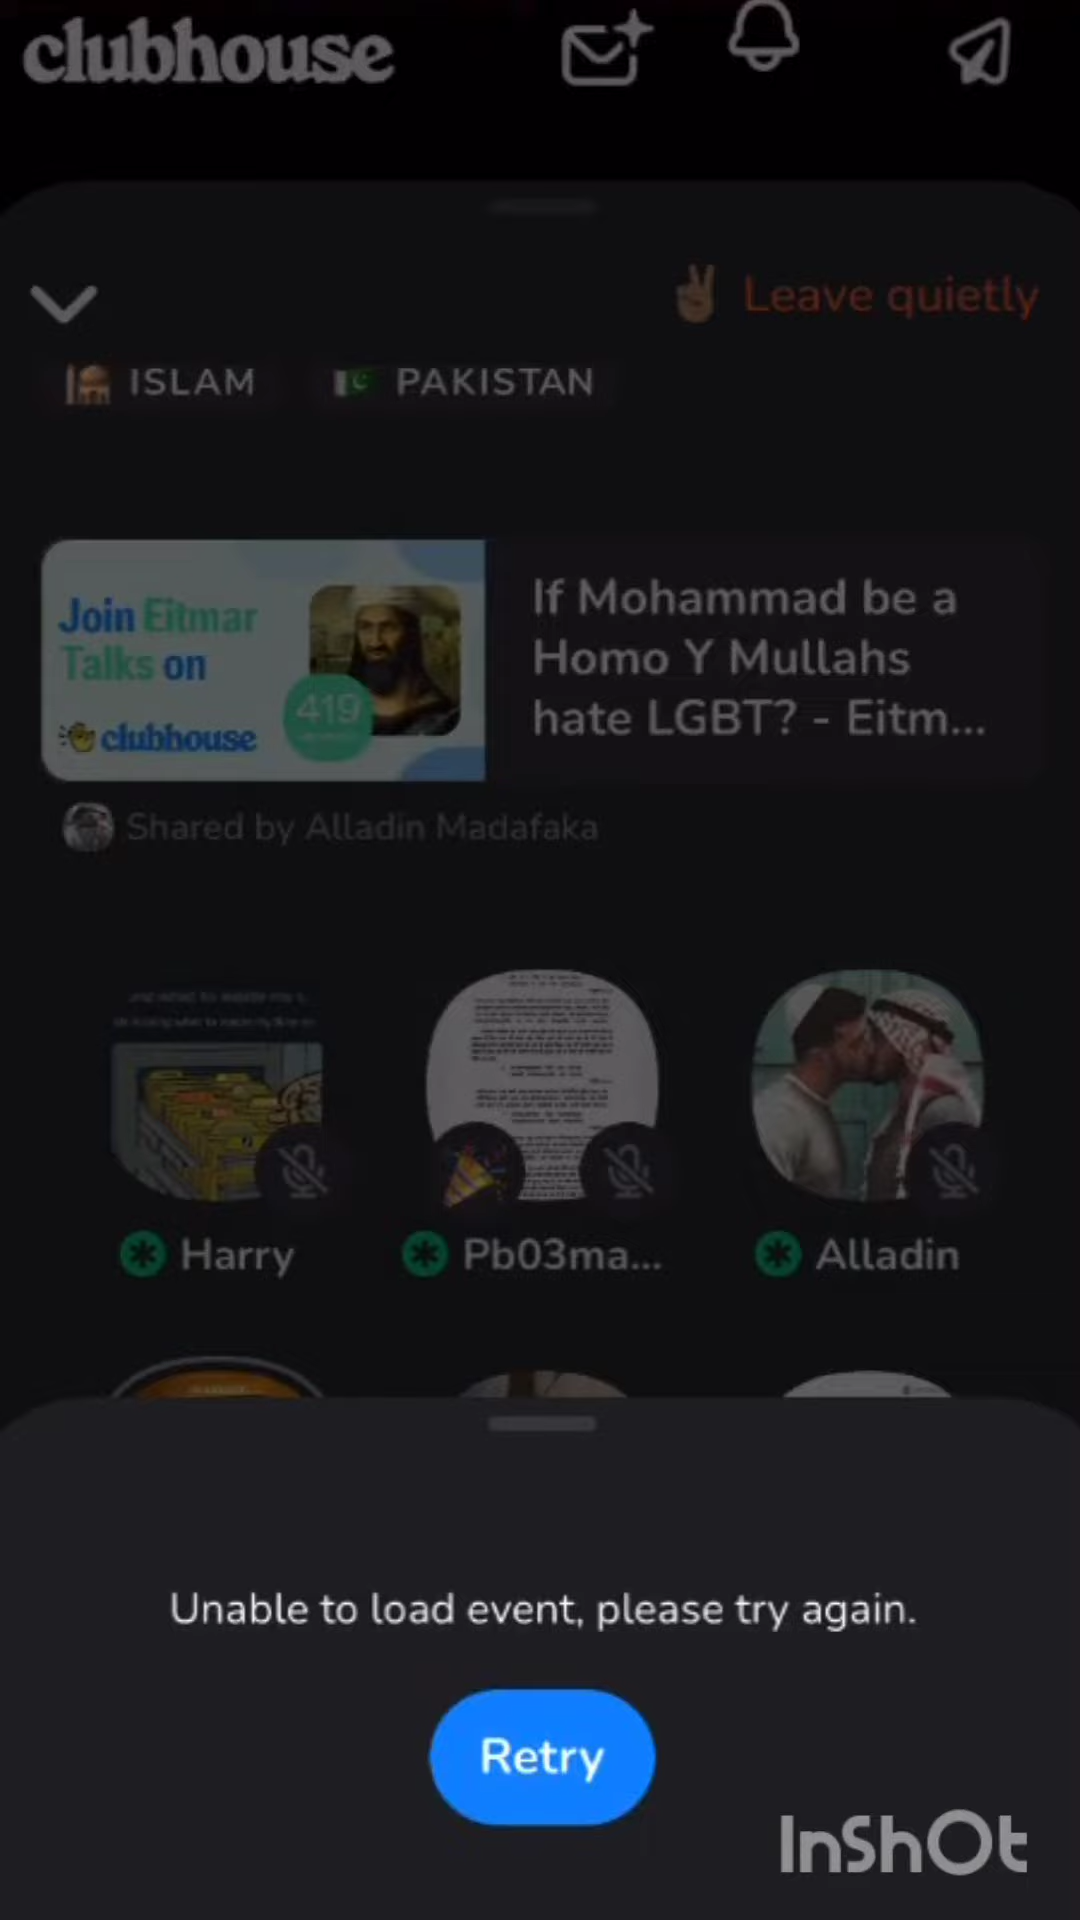 clubhouse
Leave quietly
ISLAM
PAKISTAN
Join Eitmar
Talks on
clubhouse
419
If Mohammad be a
Homo Y Mullahs
hate LGBT? - Eitm...
Shared by Alladin Madafaka
Harry
Pb03ma...
Alladin
Unable to load event, please try again.
Retry
InShOt